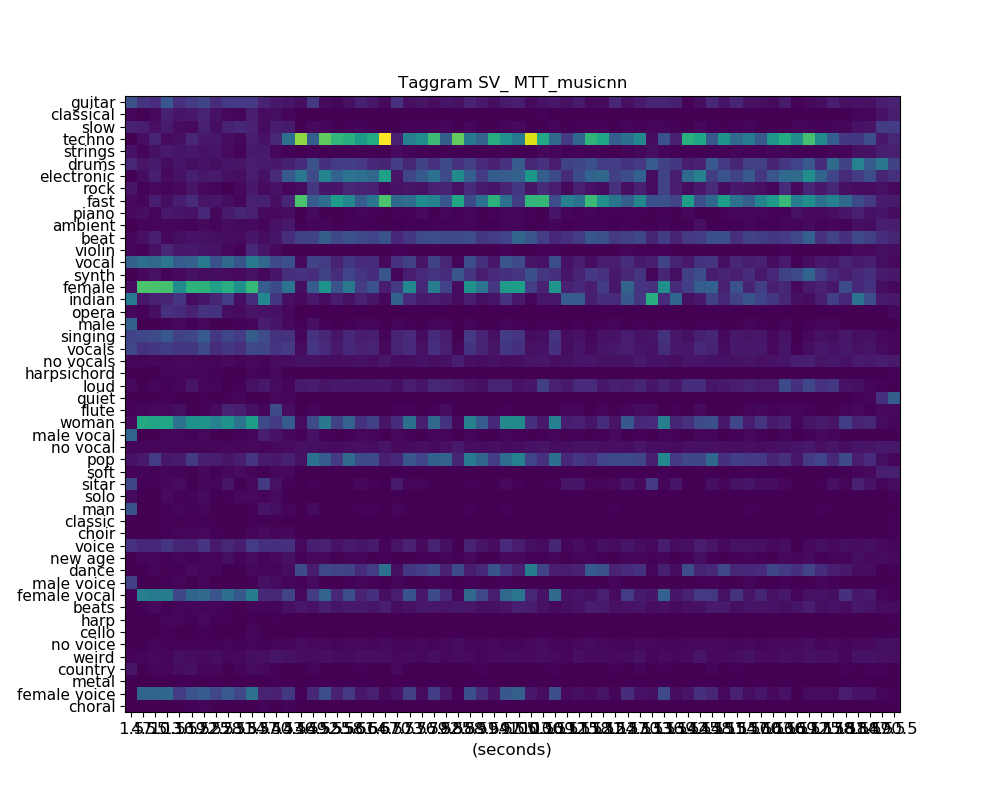 Taggram SV_ MTT_musicnn
guitar
classical
slow
techno
strings
drums
electronic
rock
fast
piano
ambient
beat
violin
vocal
synth
female
indian
opera
male
singing
vocals
no vocals
harpsichord
loud
quiet
flute
woman
male vocal
no vocal
pop
soft
sitar
solo
man
classic
choir
voice
new age
dance
male voice
female vocal
beats
harp
cello
no voice
weird
country
metal
female voice
choral
(seconds)